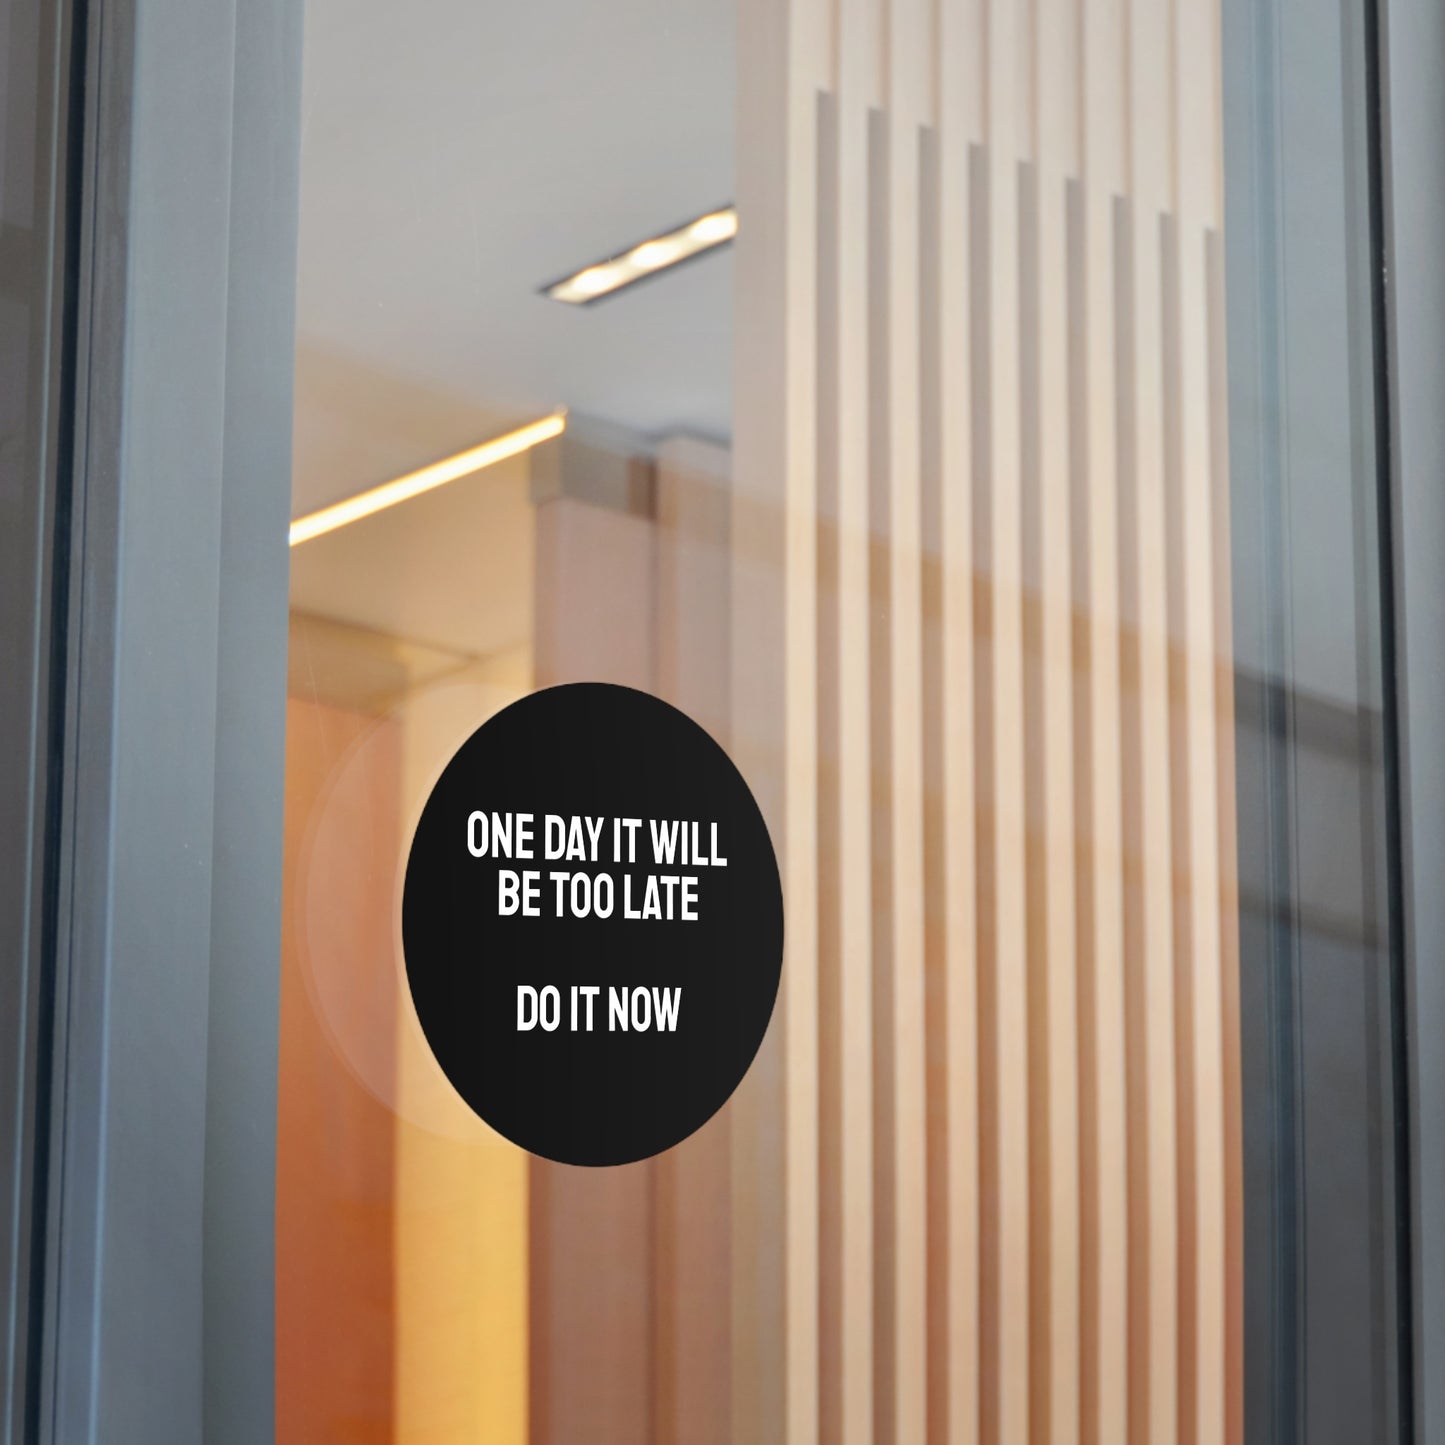 ONE DAY IT WILL
BE TOO LATE
DO IT NOW